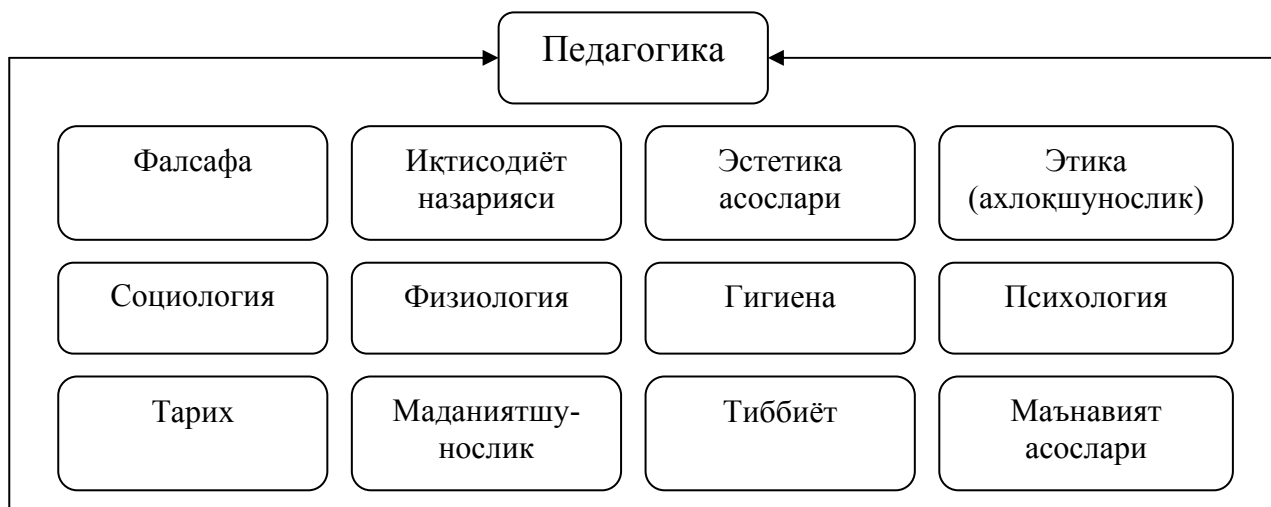 Педагогика
Фалсафа
Иқтисодиёт
назарияси
Эстетика
асослари
Этика
(ахлоқшунослик)
Социология
Физиология
Гигиена
Психология
Тарих
Маданиятшу-
нослик
Тиббиёт
Маънавият
асослари